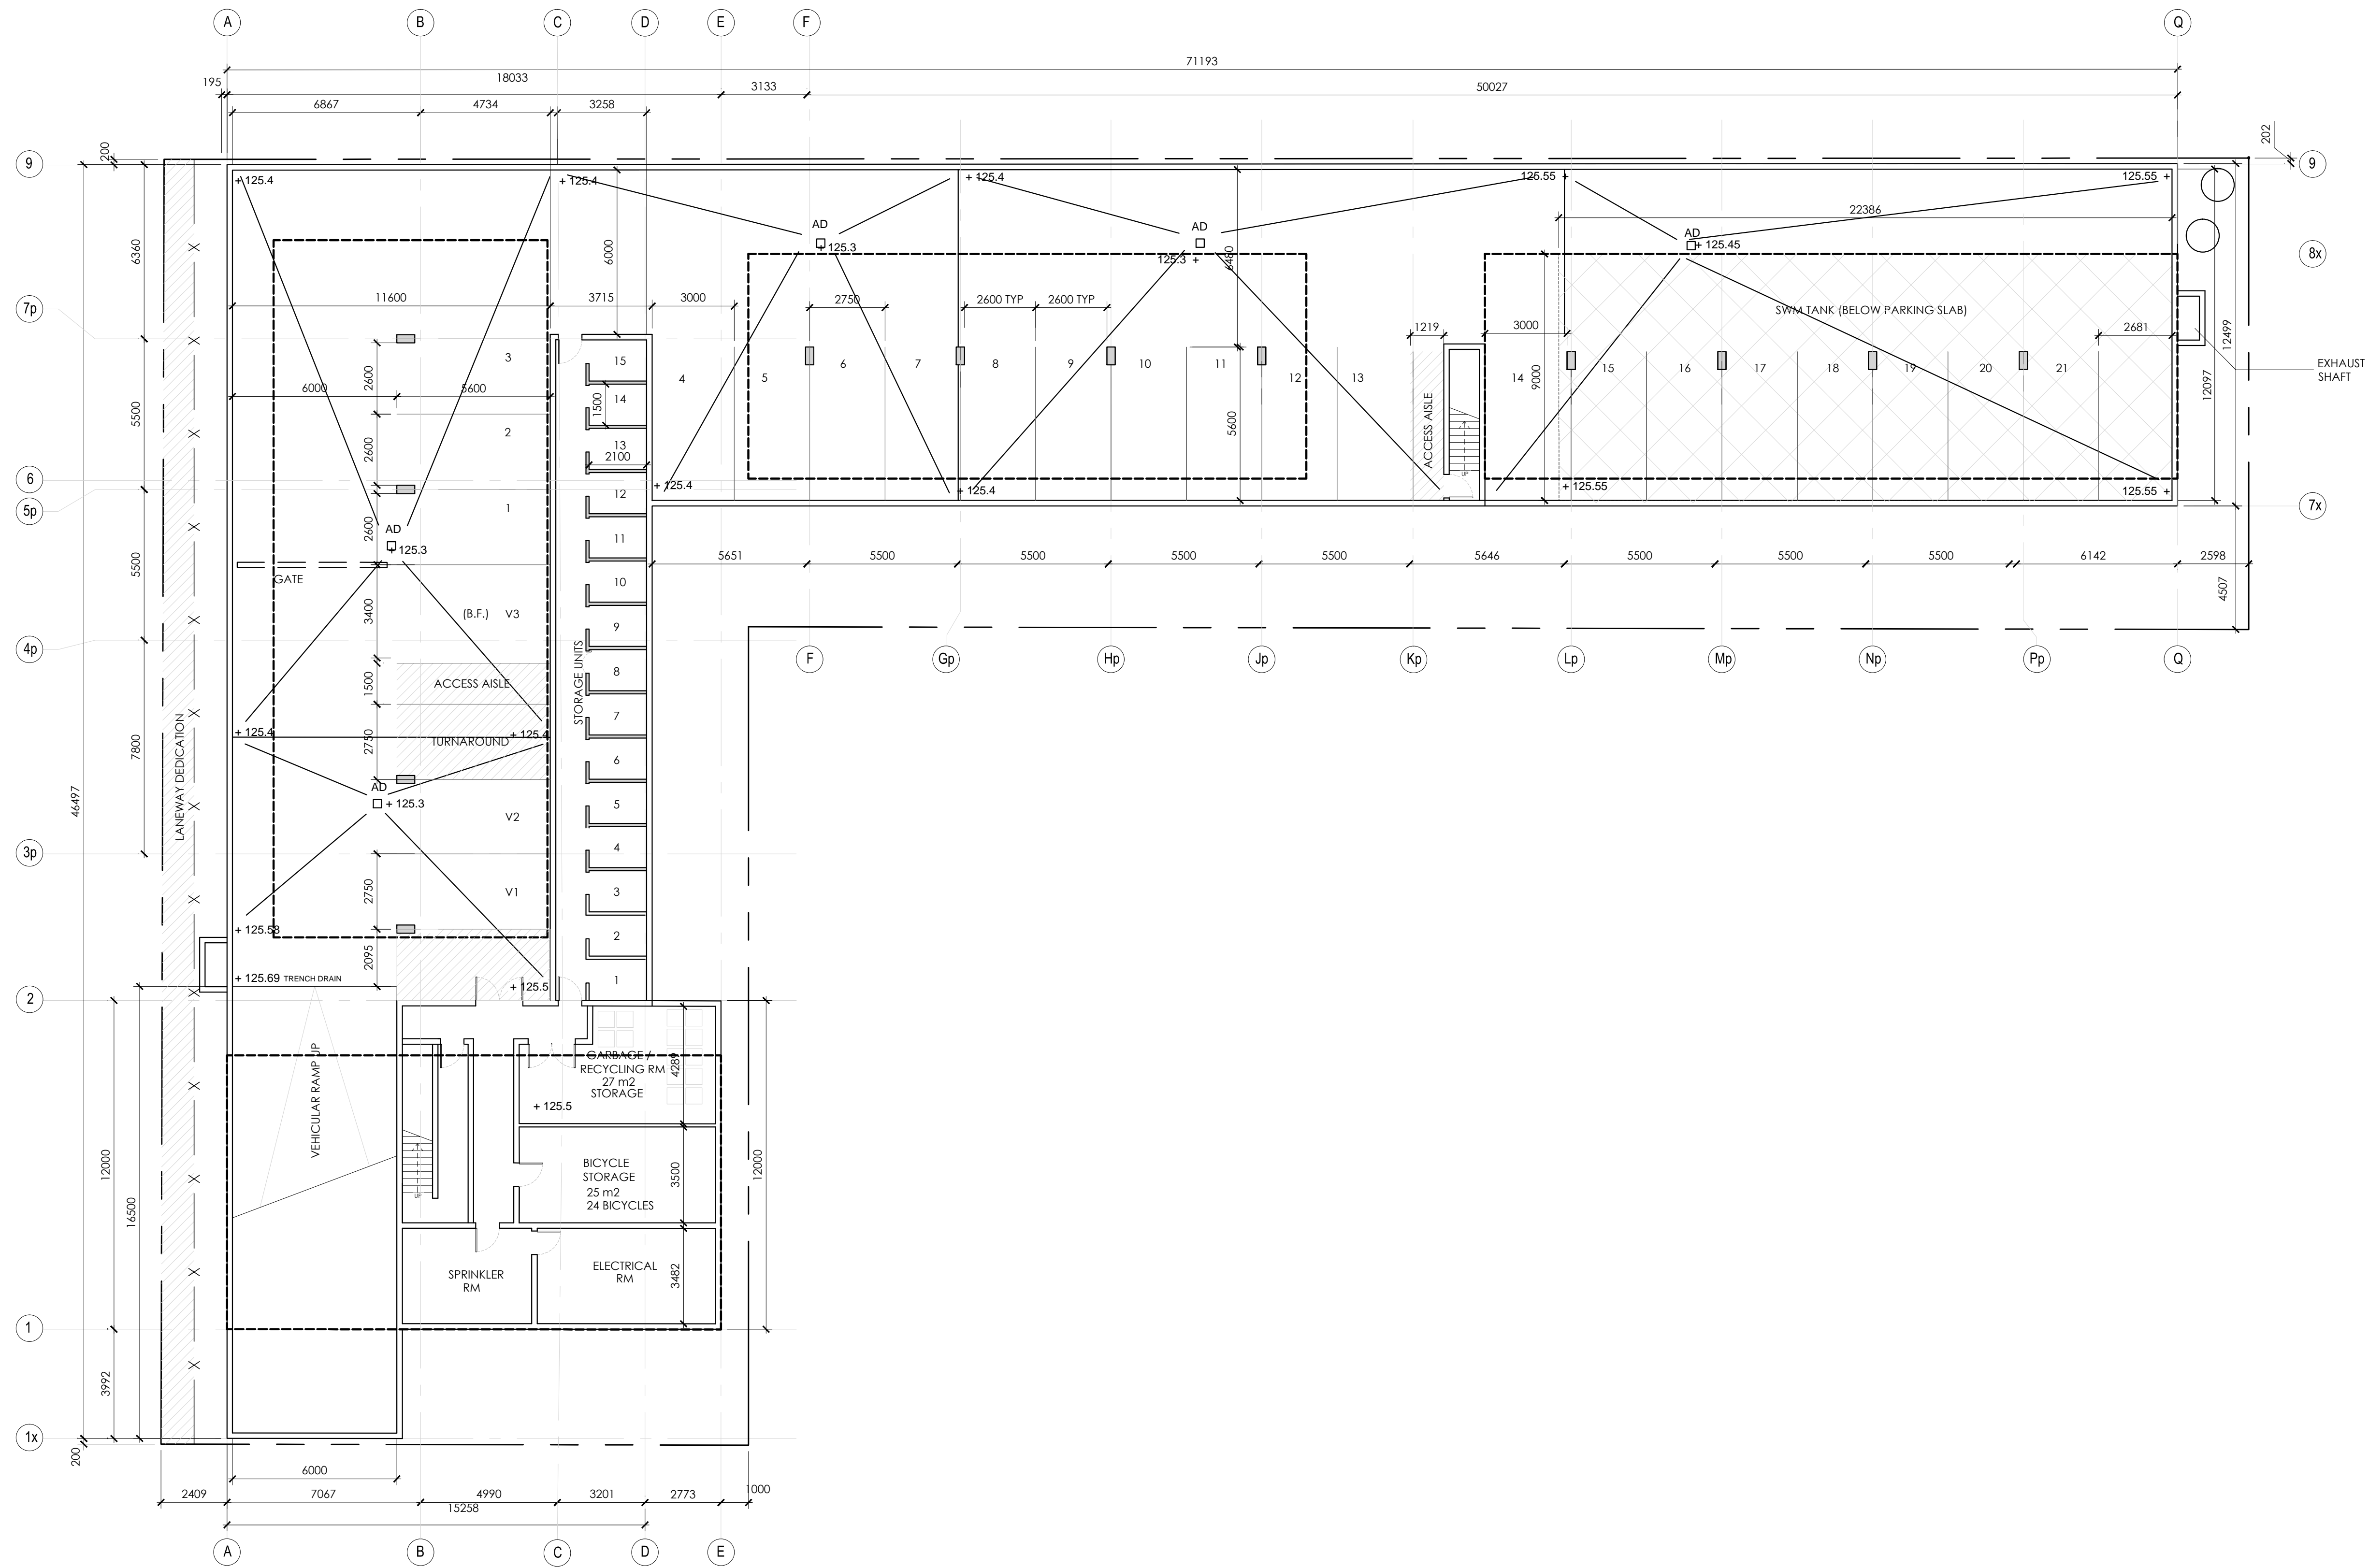 A
B
C
D
E
F
Q
71193
18033
195
3133
50027
6867
4734
3258
202
200
9
9
+ 125.4
+ 125.4
+ 125.4
125.55 +
125.55 +
22386
AD
AD
AD
+ 125.3
125.3 +
+ 125.45
8x
6360
6000
6480
7p
11600
3715
3000
2750
2600 TYP
2600 TYP
1219
3000
SWM TANK (BELOW PARKING SLAB)
2681
12499
EXHAUST
SHAFT
3
15
4
5
6
7
8
9
10
11
12
13
14
15
16
17
18
19
20
21
2600
6000
5600
9000
12097
5500
14
1500
ACCESS AISLE
5600
2
13
2100
2600
UP
6
+ 125.4
+ 125.4
+ 125.55
125.55 +
12
5p
7x
1
2600
AD
+ 125.3
11
5651
5500
5500
5500
5500
5646
5500
5500
5500
6142
2598
5500
GATE
10
4507
3400
(B.F.)
V3
9
STORAGE UNITS
4p
F
Gp
Hp
Jp
Kp
Lp
Mp
Np
Pp
Q
8
1500
ACCESS AISLE
7
LANEWAY DEDICATION
+ 125.4
+ 125.4
TURNAROUND
2750
7800
6
AD
+ 125.3
46497
5
V2
4
3p
2750
V1
3
+ 125.58
2
2095
+ 125.69 TRENCH DRAIN
+ 125.5
1
2
VEHICULAR RAMP UP
GARBAGE /
RECYCLING RM
27 m2
STORAGE
4289
+ 125.5
12000
16500
BICYCLE
STORAGE
25 m2
24 BICYCLES
3500
12000
UP
SPRINKLER
RM
ELECTRICAL
RM
3482
1
3992
1x
200
6000
2409
7067
4990
3201
2773
1000
15258
A
B
C
D
E